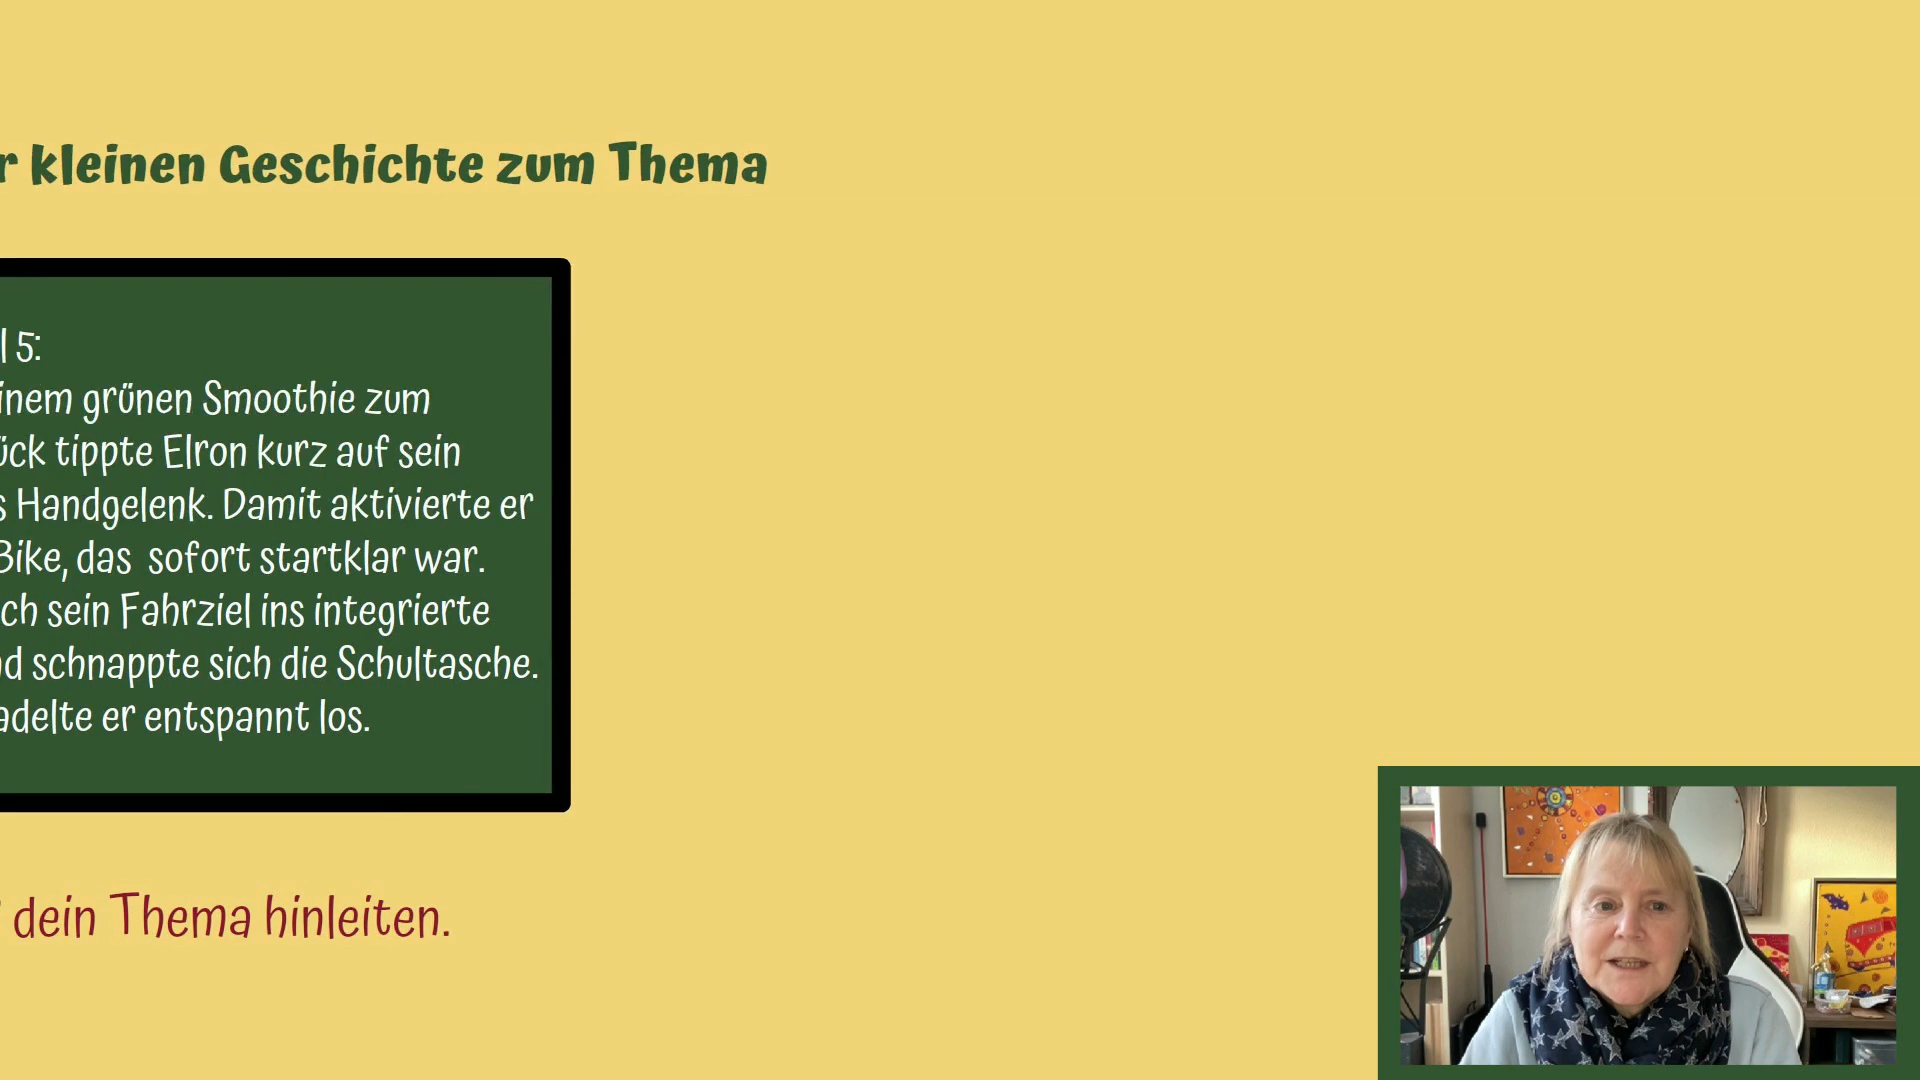 r kleinen Geschichte zum Thema
l 5:
inem grünen Smoothie zum
ück tippte Elron kurz auf sein
s Handgelenk. Damit aktivierte er
Bike, das sofort startklar war.
ch sein Fahrziel ins integrierte
nd schnappte sich die Schultasche.
adelte er entspannt los.
dein Thema hinleiten.